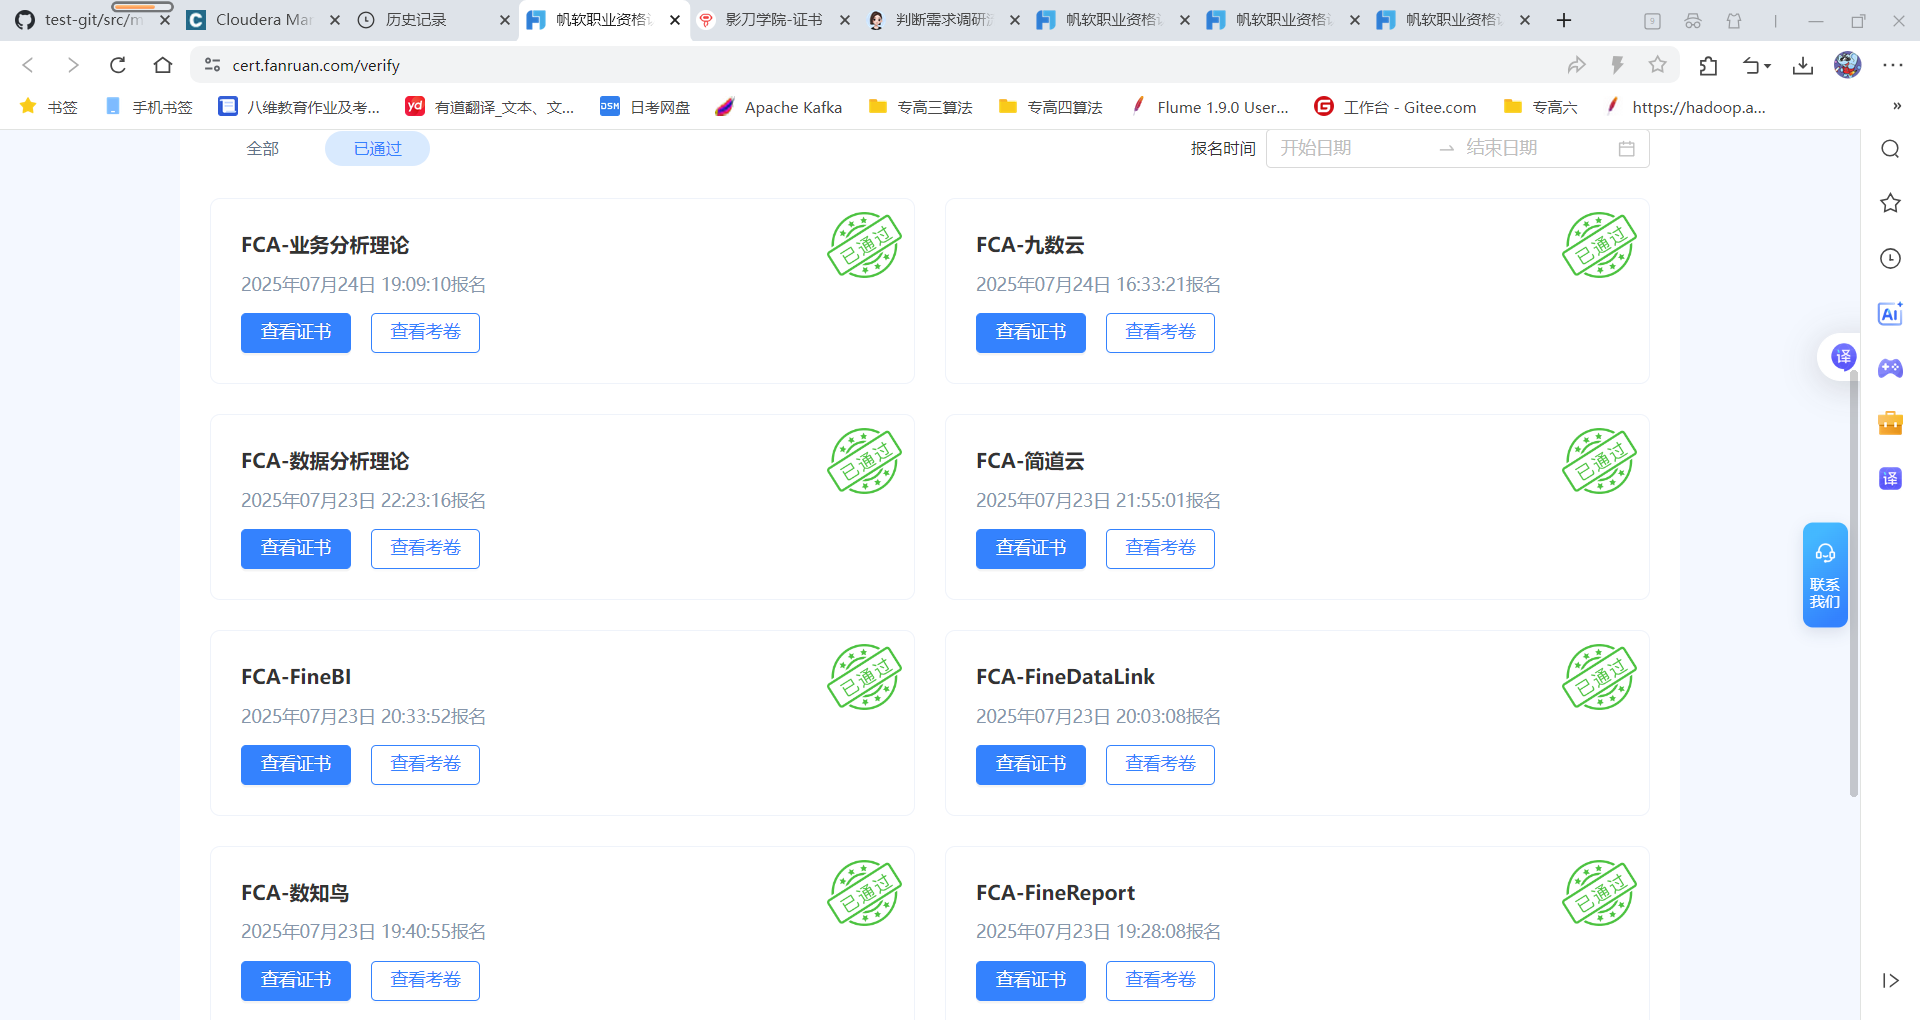 test-git/src/m
Cloudera Mar
历史记录
帆软职业资格
影刀学院-证书
判断需求调研
帆软职业资格
帆软职业资格
帆软职业资格
9
cert.fanruan.com/verify
书签
手机书签
八维教育作业及考...
yd
有道翻译_文本、文...
DSM
日考网盘
Apache Kafka
专高三算法
专高四算法
Flume 1.9.0 User...
工作台 - Gitee.com
专高六
https://hadoop.a...
全部
已通过
报名时间
开始日期
结束日期
FCA-业务分析理论
已通过
2025年07月24日 19:09:10报名
查看证书
查看考卷
FCA-九数云
已通过
2025年07月24日 16:33:21报名
查看证书
查看考卷
FCA-数据分析理论
已通过
2025年07月23日 22:23:16报名
查看证书
查看考卷
FCA-简道云
已通过
2025年07月23日 21:55:01报名
查看证书
查看考卷
FCA-FineBI
已通过
2025年07月23日 20:33:52报名
查看证书
查看考卷
FCA-FineDataLink
已通过
2025年07月23日 20:03:08报名
查看证书
查看考卷
FCA-数知鸟
已通过
2025年07月23日 19:40:55报名
查看证书
查看考卷
FCA-FineReport
已通过
2025年07月23日 19:28:08报名
查看证书
查看考卷
AI
译
译
联系
我们